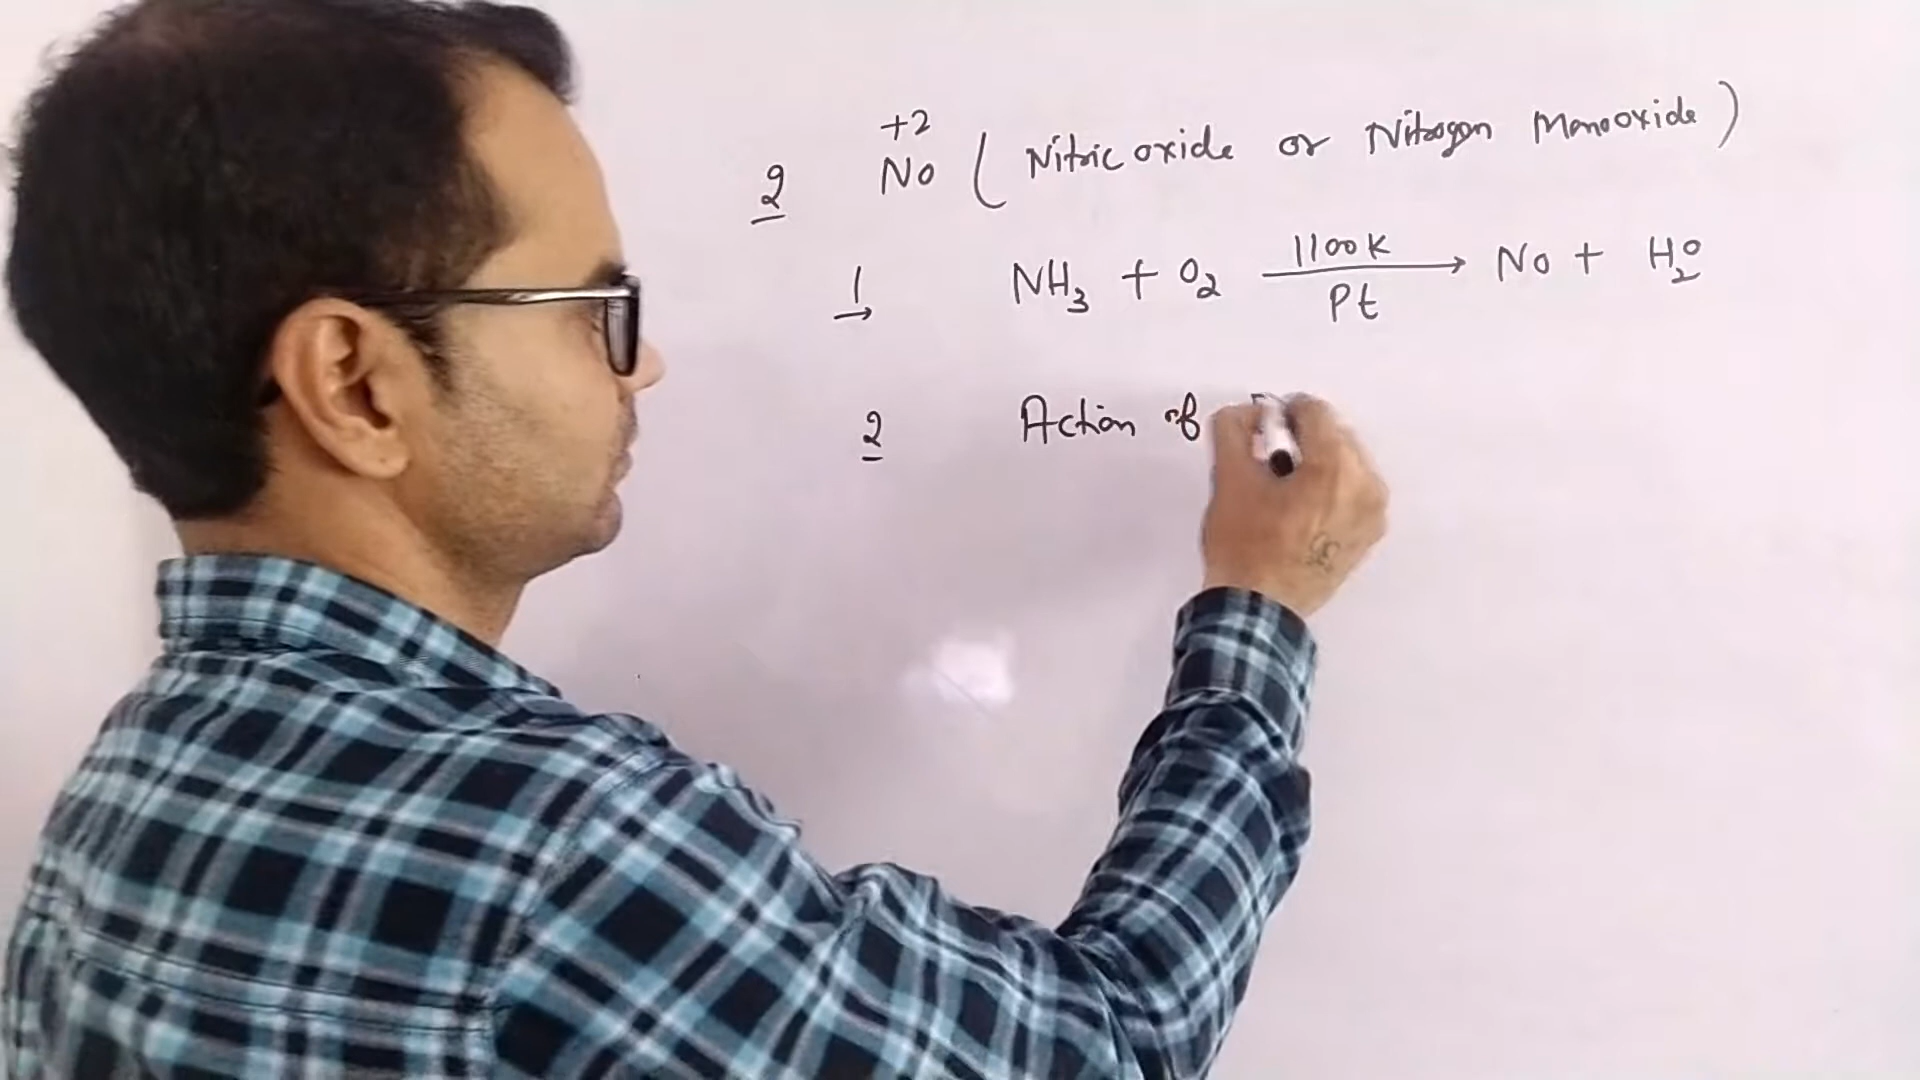 +2
2 No ( Nitric oxide or Nitrogen Monooxide )
1 NH3 + O2 1100K Pt → No + H2O
2 Action of